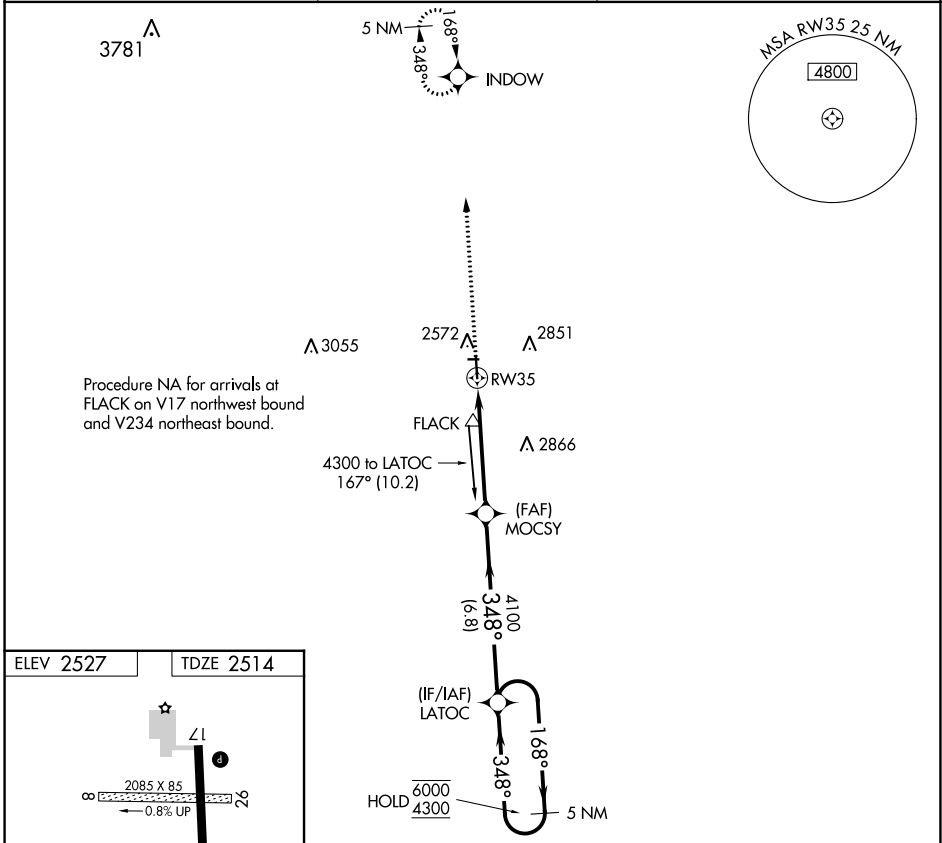 3781
5 NM
168°
348°
INDOW
MSA RW35 25 NM
4800
3055
2572
2851
RW35
Procedure NA for arrivals at
FLACK on V17 northwest bound
and V234 northeast bound.
FLACK
2866
4300 to LATOC
167° (10.2)
(FAF)
MOCSY
4100
348°
(6.8)
(IF/IAF)
LATOC
168°
348°
HOLD
6000
4300
5 NM
ELEV 2527
TDZE 2514
17
P
2085 X 85
8
26
0.8% UP